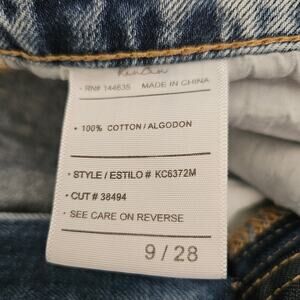 KanCan
RN# 144635 MADE IN CHINA
• 100% COTTON / ALGODON
• STYLE / ESTILO # KC6372M
• CUT # 38494
• SEE CARE ON REVERSE
9 / 28